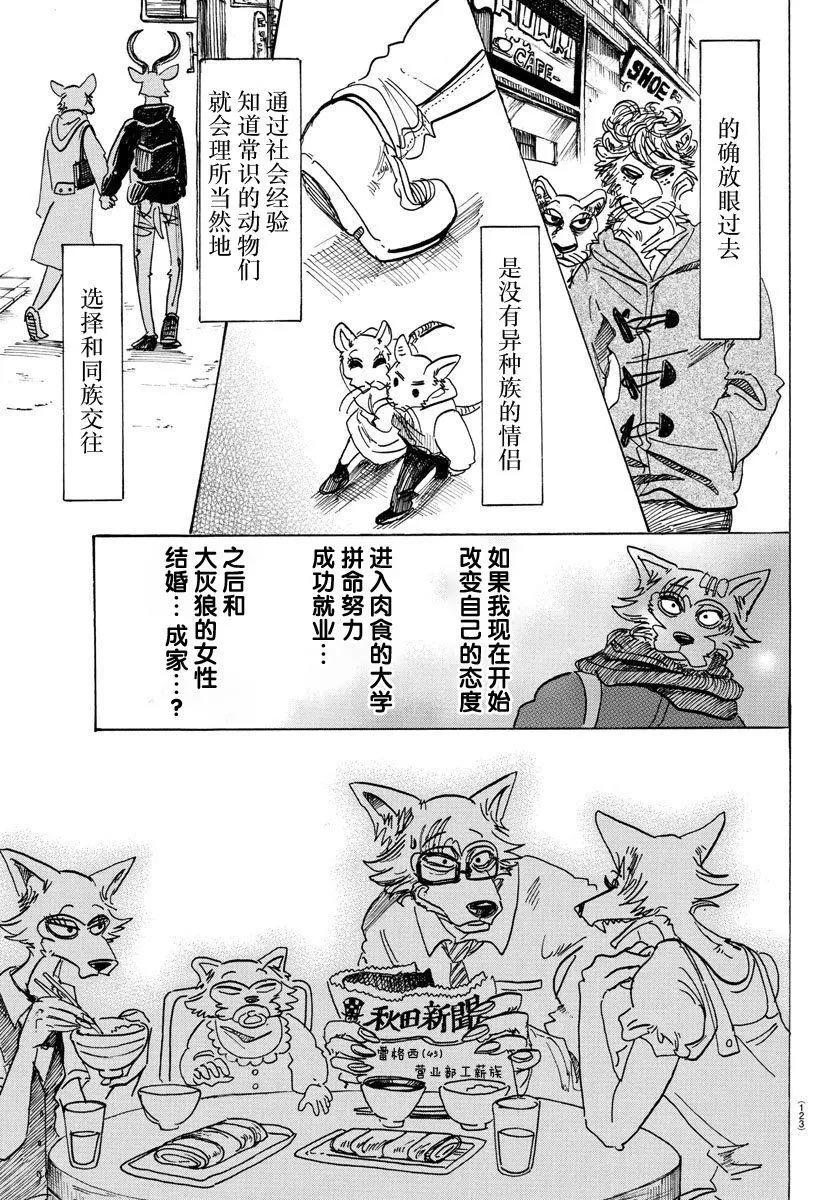 HOWM
CAFE
SHOE
的确放眼过去
是没有异种族的情侣
通过社会经验
知道常识的动物们
就会理所当然地
选择和同族交往
如果我现在开始
改变自己的态度
进入肉食的大学
拼命努力
成功就业…
之后和
大灰狼的女性
结婚…成家…?
秋田新聞
雷格西(45)
营业部工薪族
(123)